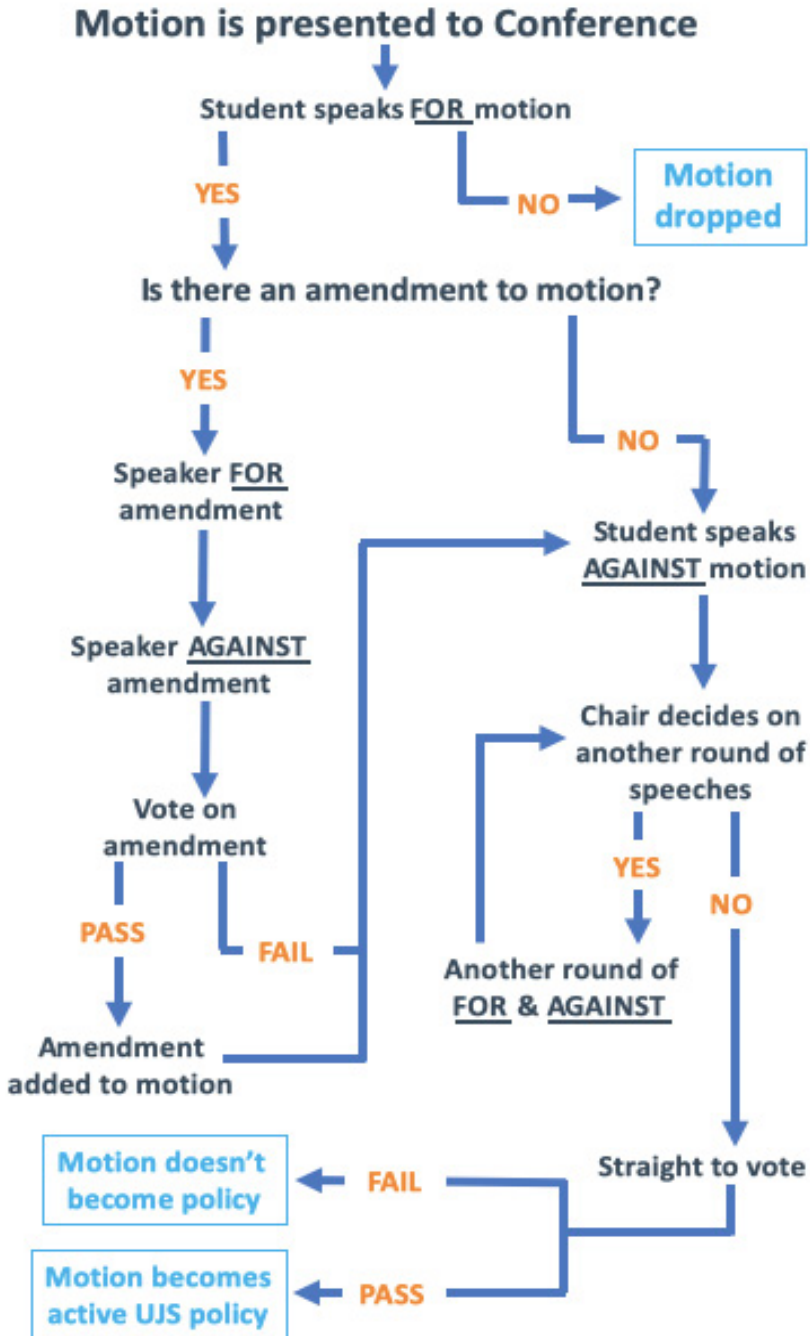 Motion is presented to Conference
Student speaks FOR motion
YES
NO
Motion
dropped
Is there an amendment to motion?
YES
NO
Speaker FOR
amendment
Student speaks
AGAINST motion
Speaker AGAINST
amendment
Chair decides on
another round of
speeches
Vote on
amendment
YES
NO
PASS
FAIL
Another round of
FOR & AGAINST
Amendment
added to motion
Straight to vote
Motion doesn't
become policy
FAIL
Motion becomes
active UJS policy
PASS